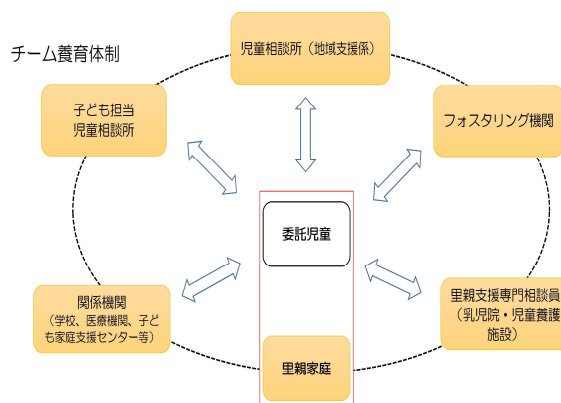 チーム養育体制
児童相談所（地域支援係）
子ども担当
児童相談所
フォスタリング機関
委託児童
関係機関
（学校、医療機関、子ど
も家庭支援センター等）
里親支援専門相談員
（乳児院・児童養護
施設）
里親家庭